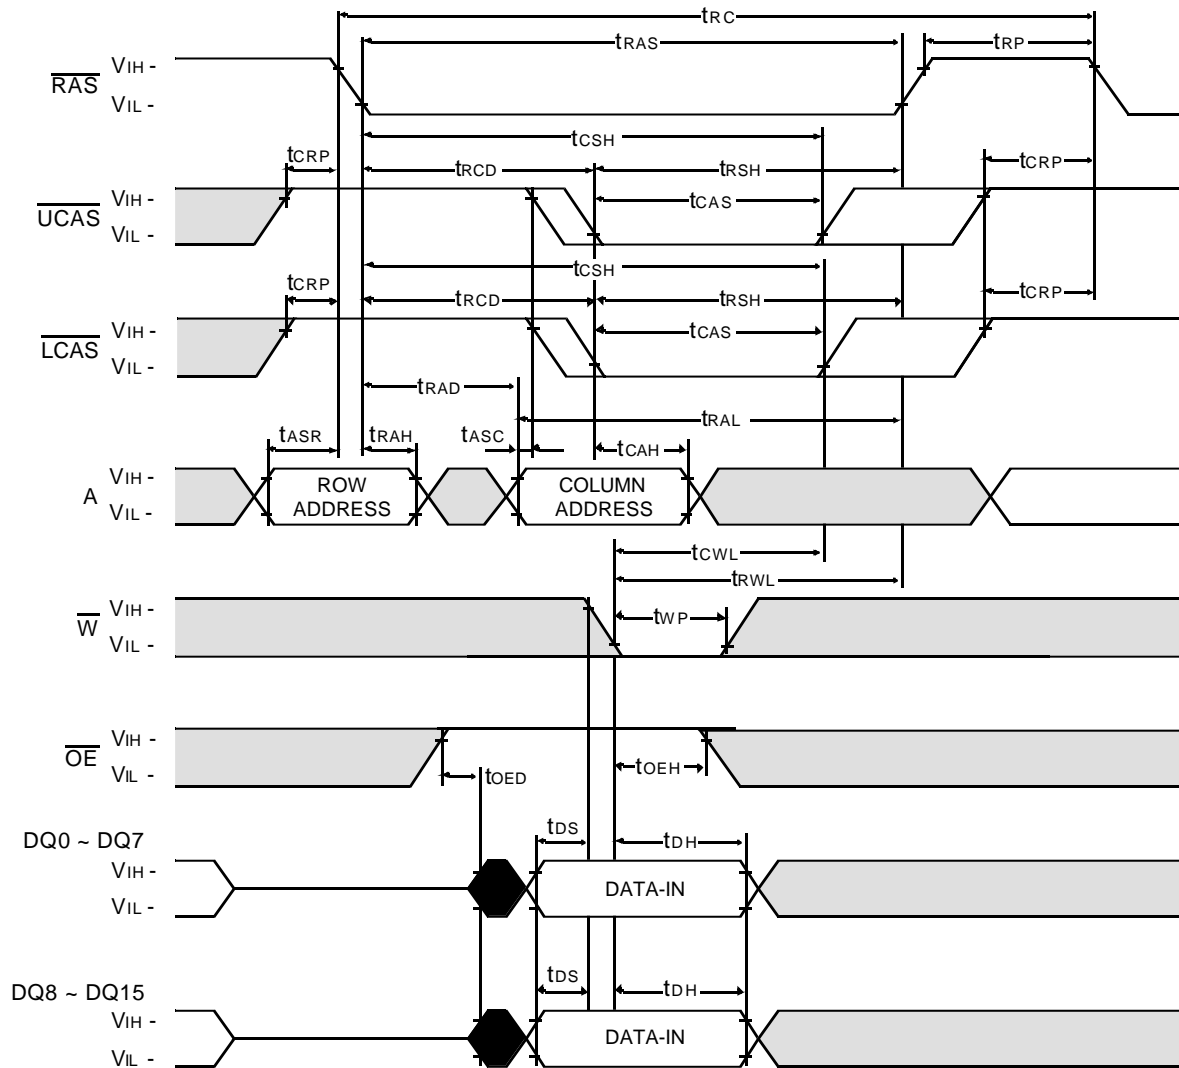 tRC
tRAS tRP
RAS VIH -
VIL -
tCSH
tCRP tRCD tRSH tCRP
UCAS VIH - tCAS
VIL -
tCSH
tCRP tRCD tRSH tCRP
LCAS VIH - tCAS
VIL -
tRAD
tRAL
tASR tRAH tASC tCAH
A VIH - ROW ADDRESS COLUMN ADDRESS
VIL -
tCWL
tRWL
W VIH - tWP
VIL -
OE VIH -
VIL - tOED tOEH
tDS tDH
DQ0 ~ DQ7
VIH - DATA-IN
VIL -
tDS tDH
DQ8 ~ DQ15
VIH - DATA-IN
VIL -